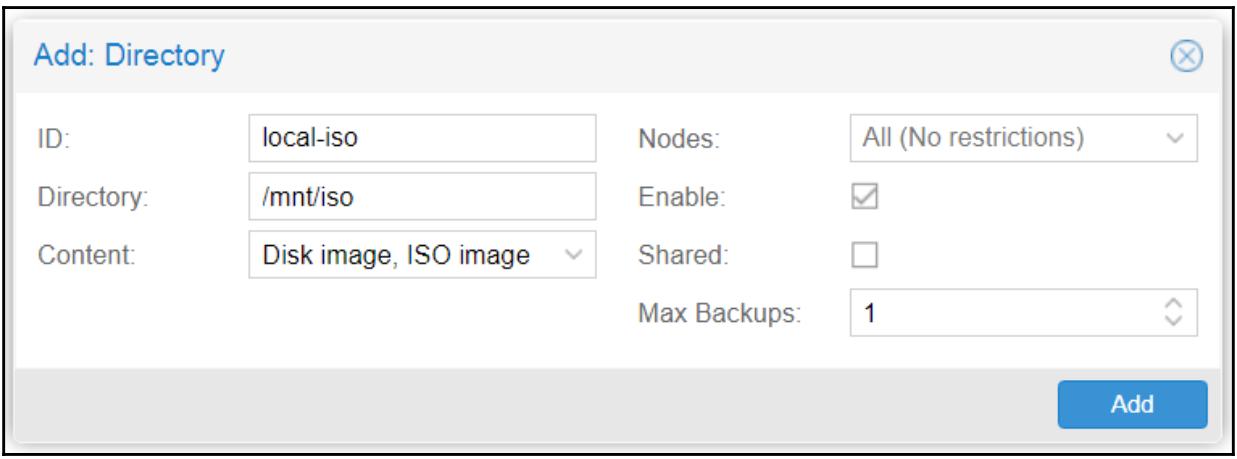 Add: Directory
ID: local-iso Nodes: All (No restrictions)
Directory: /mnt/iso Enable:
Content: Disk image, ISO image Shared:
Max Backups: 1
Add